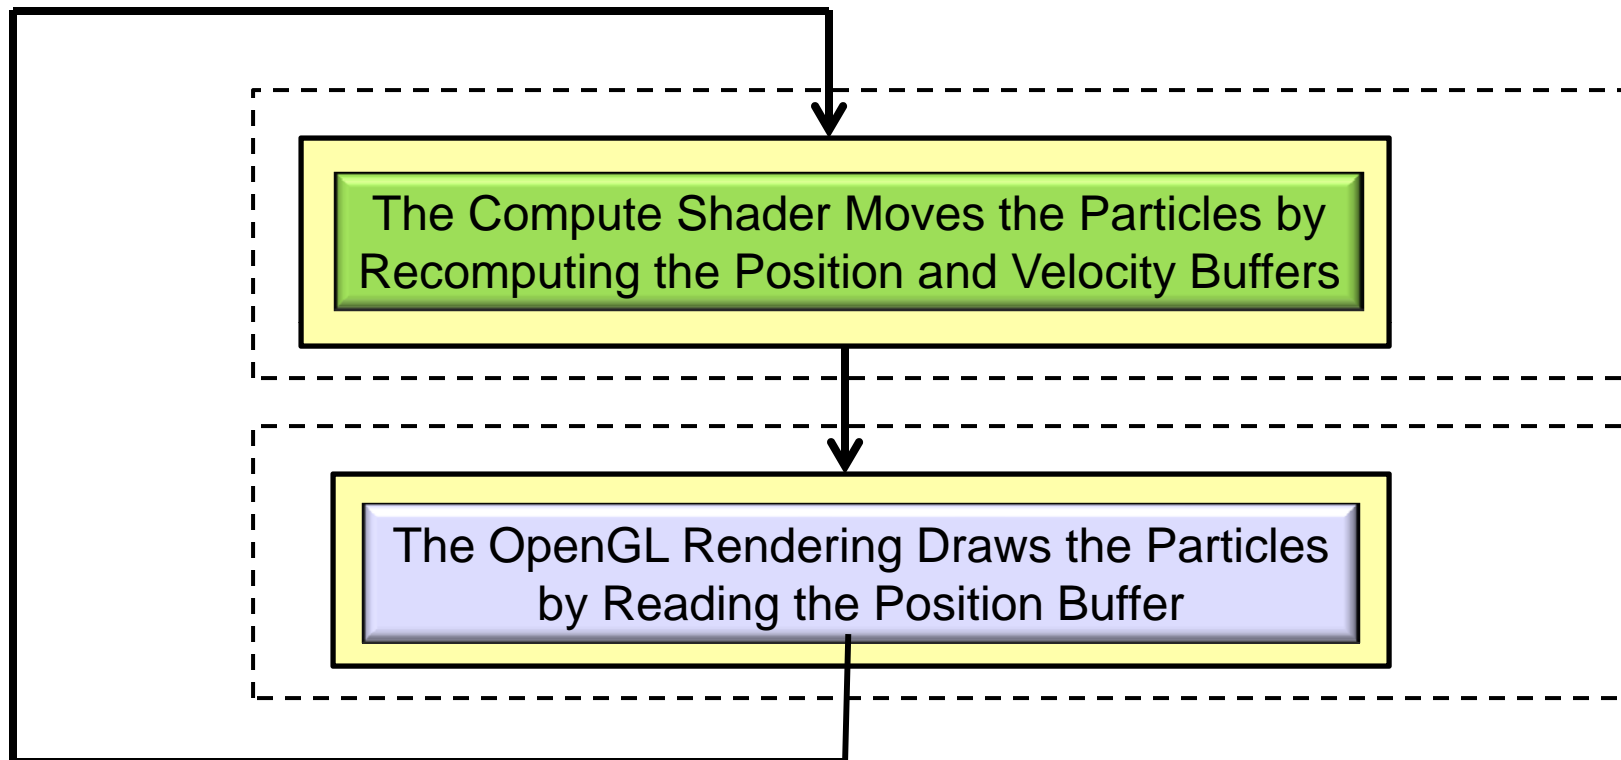 The Compute Shader Moves the Particles by
Recomputing the Position and Velocity Buffers
The OpenGL Rendering Draws the Particles
by Reading the Position Buffer